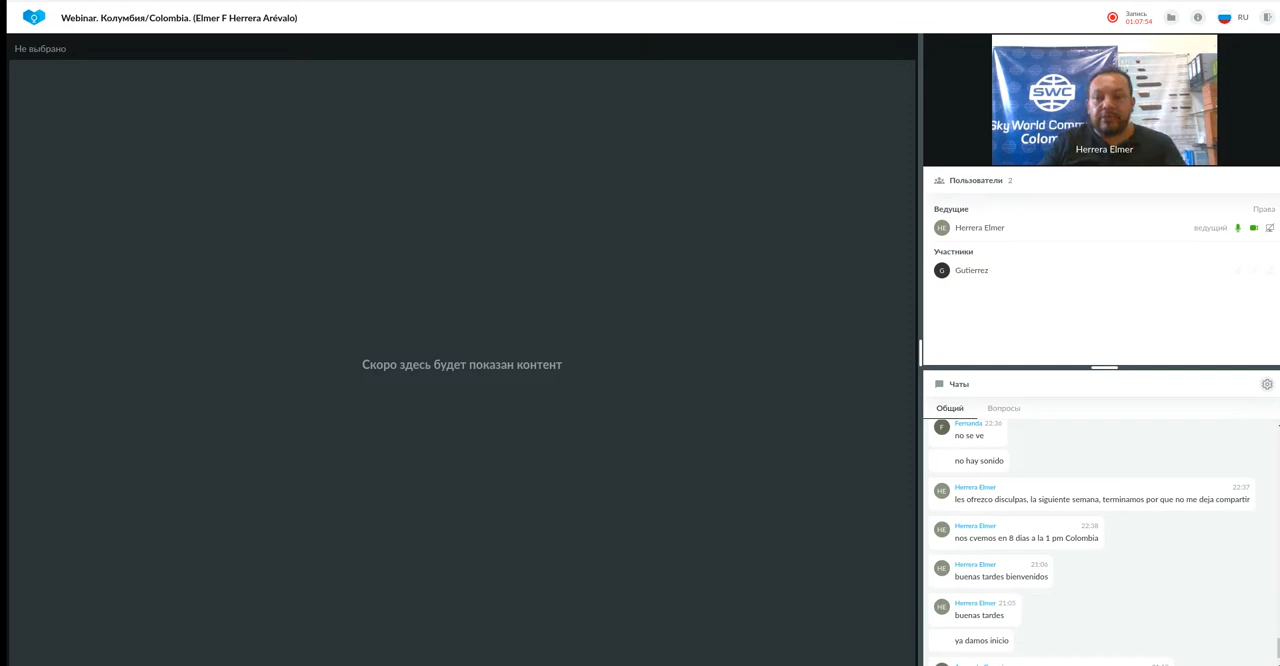 Webinar. Колумбия/Colombia. (Elmer F Herrera Arévalo)
Запись
01:07:54
RU
Не выбрано
Скоро здесь будет показан контент
SWC
Sky World Comm
Colom
Herrera Elmer
Пользователи 2
Ведущие Права
HE Herrera Elmer ведущий
Участники
G Gutierrez
Чаты
Общий Вопросы
F Fernanda 22:36
no se ve
no hay sonido
HE Herrera Elmer 22:37
les ofrezco disculpas, la siguiente semana, terminamos por que no me deja compartir
HE Herrera Elmer 22:38
nos cvemos en 8 dias a la 1 pm Colombia
HE Herrera Elmer 21:06
buenas tardes bienvenidos
HE Herrera Elmer 21:05
buenas tardes
ya damos inicio